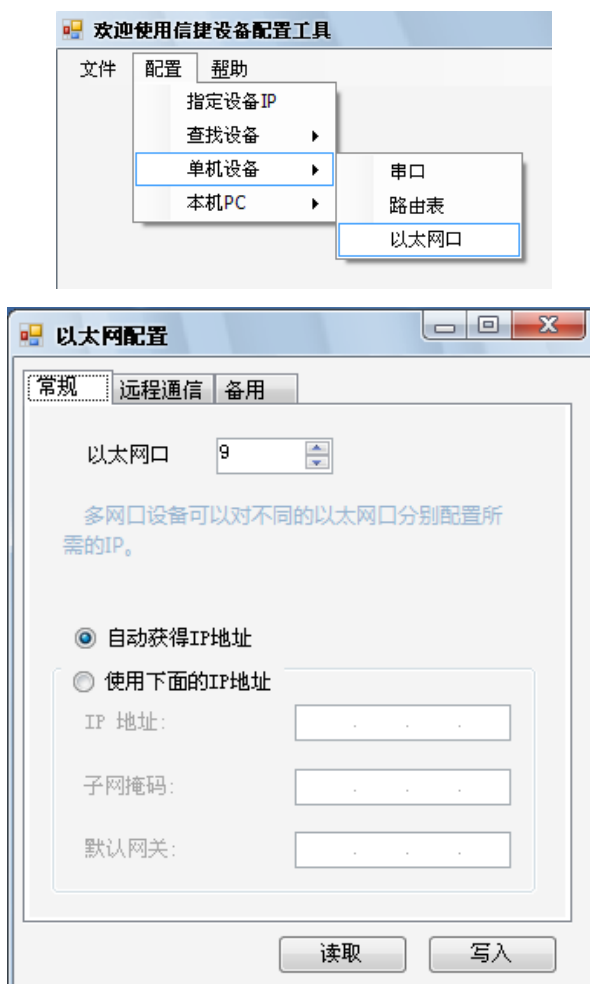 欢迎使用信捷设备配置工具
文件 配置 帮助
指定设备IP
查找设备
单机设备
串口
本机PC
路由表
以太网口
以太网配置
常规 远程通信 备用
以太网口 9
多网口设备可以对不同的以太网口分别配置所
需的IP。
自动获得IP地址
使用下面的IP地址
IP 地址:
子网掩码:
默认网关:
读取 写入